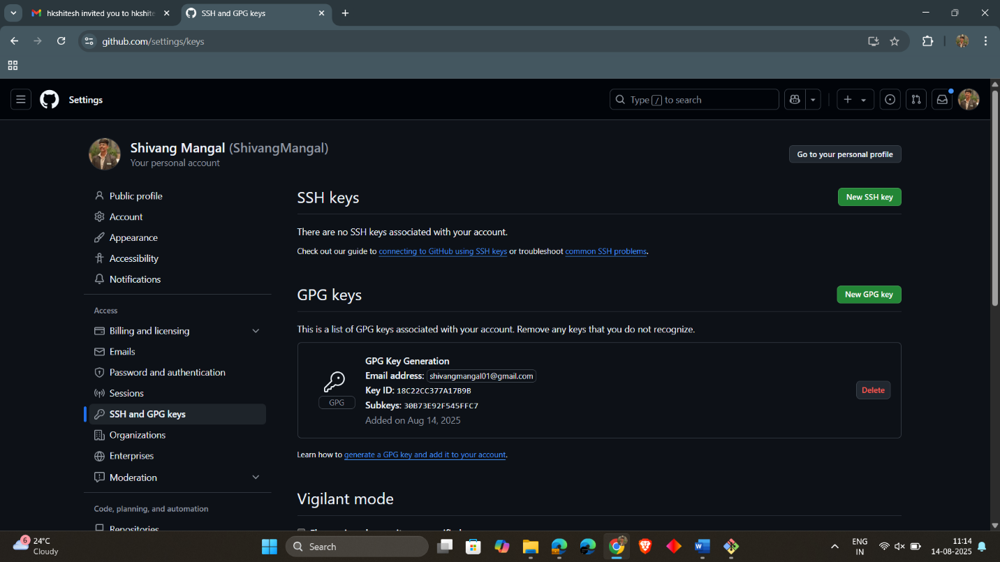 hkshitesh invited you to hkshite
SSH and GPG keys
github.com/settings/keys
Settings
Type / to search
Shivang Mangal (ShivangMangal)
Your personal account
Go to your personal profile
Public profile
Account
Appearance
Accessibility
Notifications
Access
Billing and licensing
Emails
Password and authentication
Sessions
SSH and GPG keys
Organizations
Enterprises
Moderation
Code, planning, and automation
Repositories
SSH keys
New SSH key
There are no SSH keys associated with your account.
Check out our guide to connecting to GitHub using SSH keys or troubleshoot common SSH problems.
GPG keys
New GPG key
This is a list of GPG keys associated with your account. Remove any keys that you do not recognize.
GPG Key Generation
Email address: shivangmangal01@gmail.com
Key ID: 18C22CC377A17B9B
GPG
Subkeys: 30B73E92F545FFC7
Added on Aug 14, 2025
Delete
Learn how to generate a GPG key and add it to your account.
Vigilant mode
6
24°C
Cloudy
Search
ENG
IN
11:14
14-08-2025